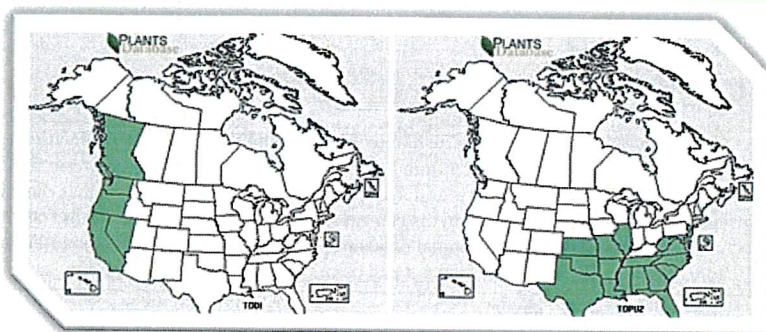 PLANTS
Database
TODI
PLANTS
Database
TOPU2